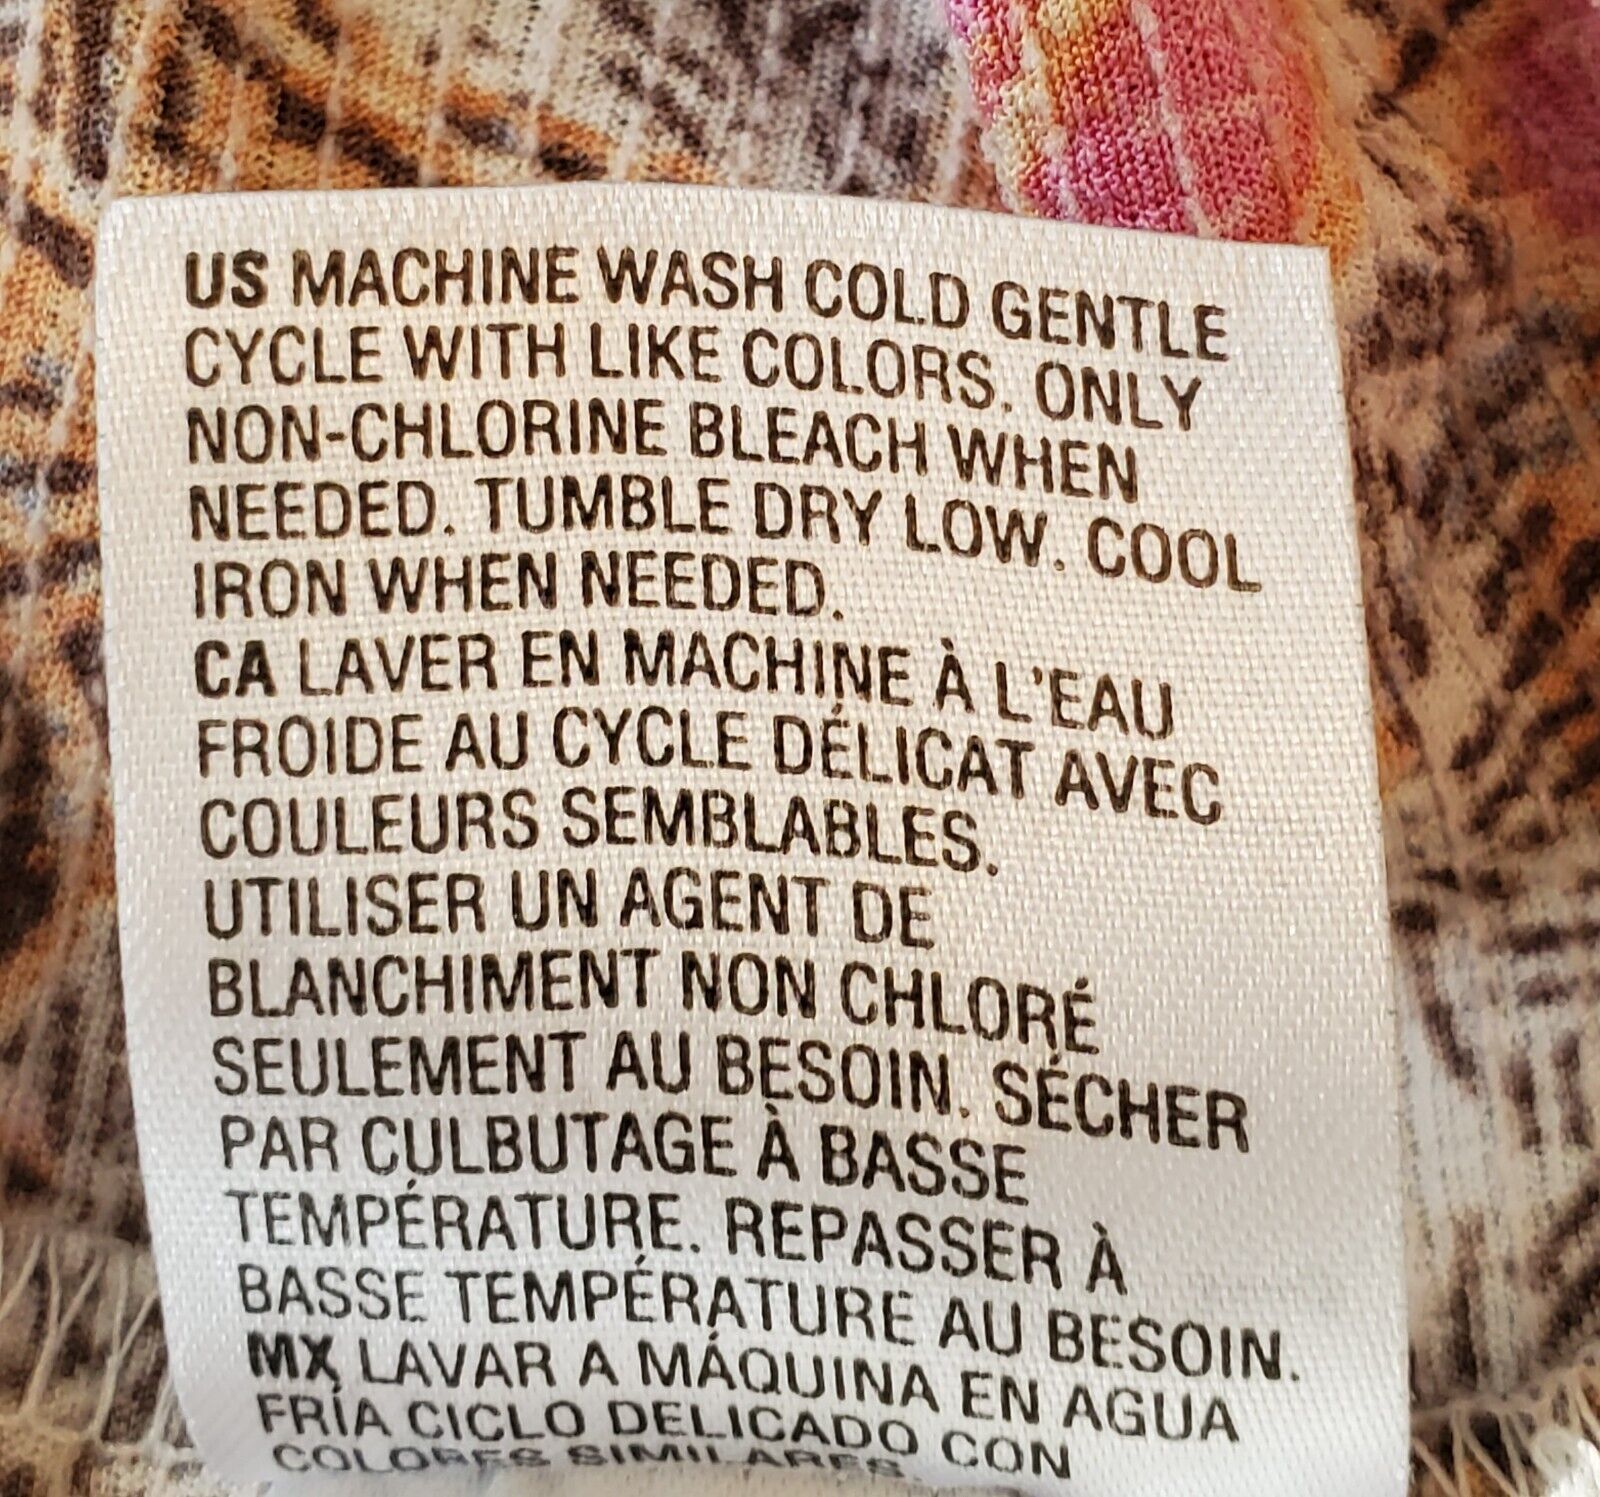 US MACHINE WASH COLD GENTLE
CYCLE WITH LIKE COLORS. ONLY
NON-CHLORINE BLEACH WHEN
NEEDED. TUMBLE DRY LOW. COOL
IRON WHEN NEEDED.
CA LAVER EN MACHINE À L'EAU
FROIDE AU CYCLE DÉLICAT AVEC
COULEURS SEMBLABLES.
UTILISER UN AGENT DE
BLANCHIMENT NON CHLORÉ
SEULEMENT AU BESOIN. SÉCHER
PAR CULBUTAGE À BASSE
TEMPÉRATURE. REPASSER À
BASSE TEMPÉRATURE AU BESOIN.
MX LAVAR A MÁQUINA EN AGUA
FRÍA CICLO DELICADO CON
COLORES SIMILARES.